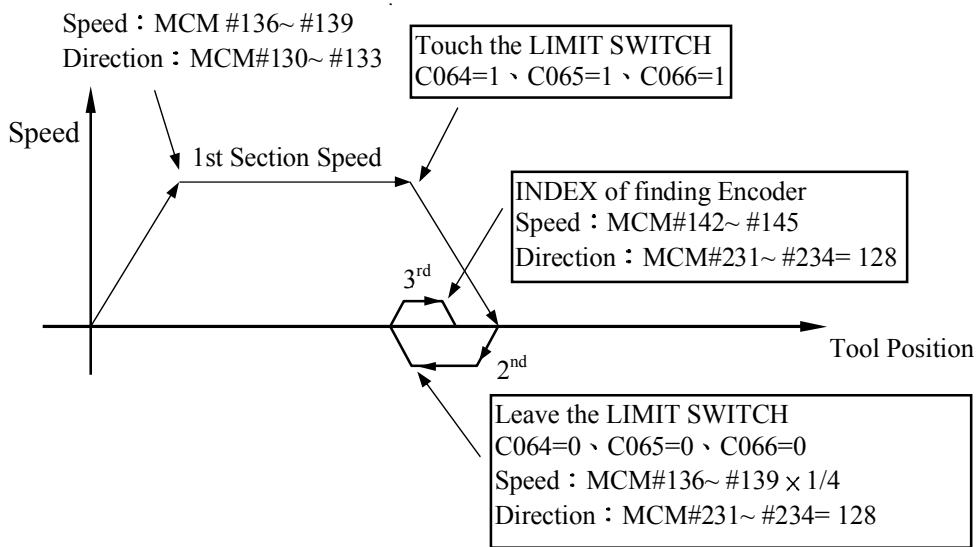 Speed：MCM #136~ #139
Direction：MCM#130~ #133
Touch the LIMIT SWITCH
C064=1、C065=1、C066=1
Speed
1st Section Speed
INDEX of finding Encoder
Speed：MCM#142~ #145
Direction：MCM#231~ #234= 128
3rd
Tool Position
2nd
Leave the LIMIT SWITCH
C064=0、C065=0、C066=0
Speed：MCM#136~ #139 × 1/4
Direction：MCM#231~ #234= 128